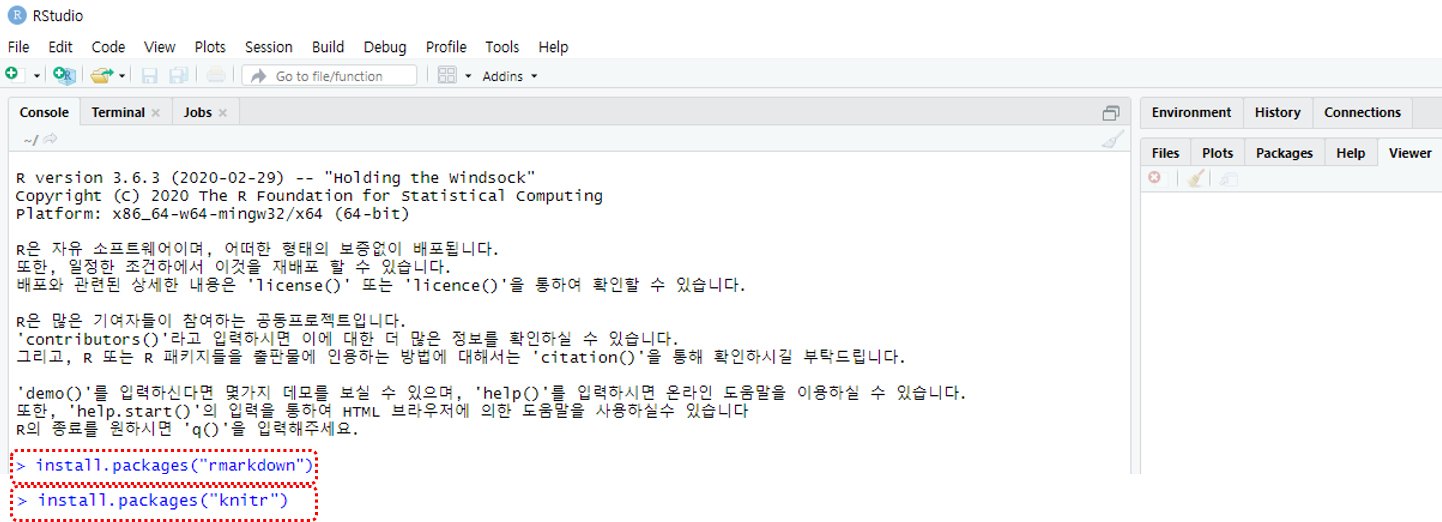 RStudio
File Edit Code View Plots Session Build Debug Profile Tools Help
Go to file/function Addins
Console Terminal Jobs
~/
R version 3.6.3 (2020-02-29) -- "Holding the Windsock"
Copyright (C) 2020 The R Foundation for Statistical Computing
Platform: x86_64-w64-mingw32/x64 (64-bit)
R은 자유 소프트웨어이며, 어떠한 형태의 보증없이 배포됩니다.
또한, 일정한 조건하에서 이것을 재배포 할 수 있습니다.
배포와 관련된 상세한 내용은 'license()' 또는 'licence()'을 통하여 확인할 수 있습니다.
R은 많은 기여자들이 참여하는 공동프로젝트입니다.
'contributors()'라고 입력하시면 이에 대한 더 많은 정보를 확인하실 수 있습니다.
그리고, R 또는 R 패키지들을 출판물에 인용하는 방법에 대해서는 'citation()'을 통해 확인하시길 부탁드립니다.
'demo()'를 입력하신다면 몇가지 데모를 보실 수 있으며, 'help()'를 입력하시면 온라인 도움말을 이용하실 수 있습니다.
또한, 'help.start()'의 입력을 통하여 HTML 브라우저에 의한 도움말을 사용하실수 있습니다
R의 종료를 원하시면 'q()'을 입력해주세요.
> install.packages("rmarkdown")
> install.packages("knitr")
Environment History Connections
Files Plots Packages Help Viewer